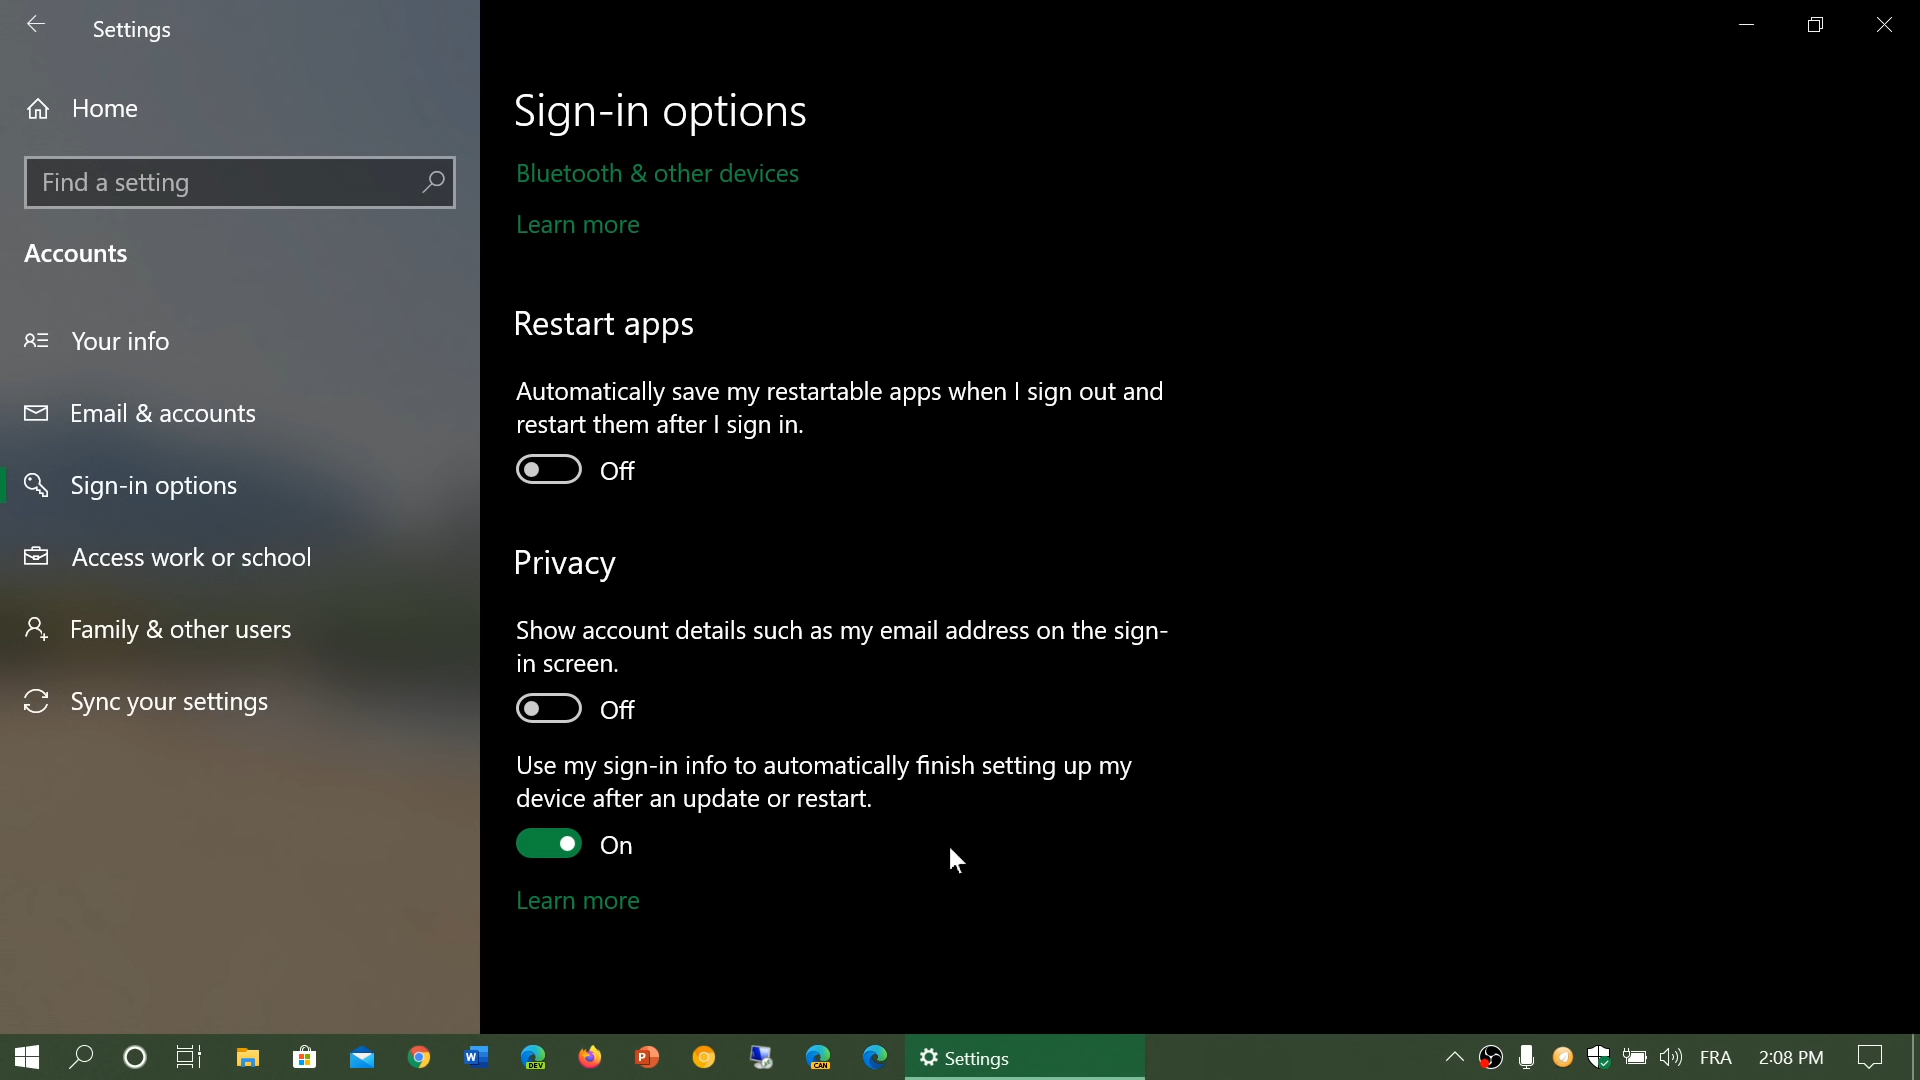 Settings
Home
Find a setting
Accounts
Your info
Email & accounts
Sign-in options
Access work or school
Family & other users
Sync your settings
Sign-in options
Bluetooth & other devices
Learn more
Restart apps
Automatically save my restartable apps when I sign out and
restart them after I sign in.
Off
Privacy
Show account details such as my email address on the sign-
in screen.
Off
Use my sign-in info to automatically finish setting up my
device after an update or restart.
On
Learn more
W
DEV
P
CAN
Settings
FRA
2:08 PM